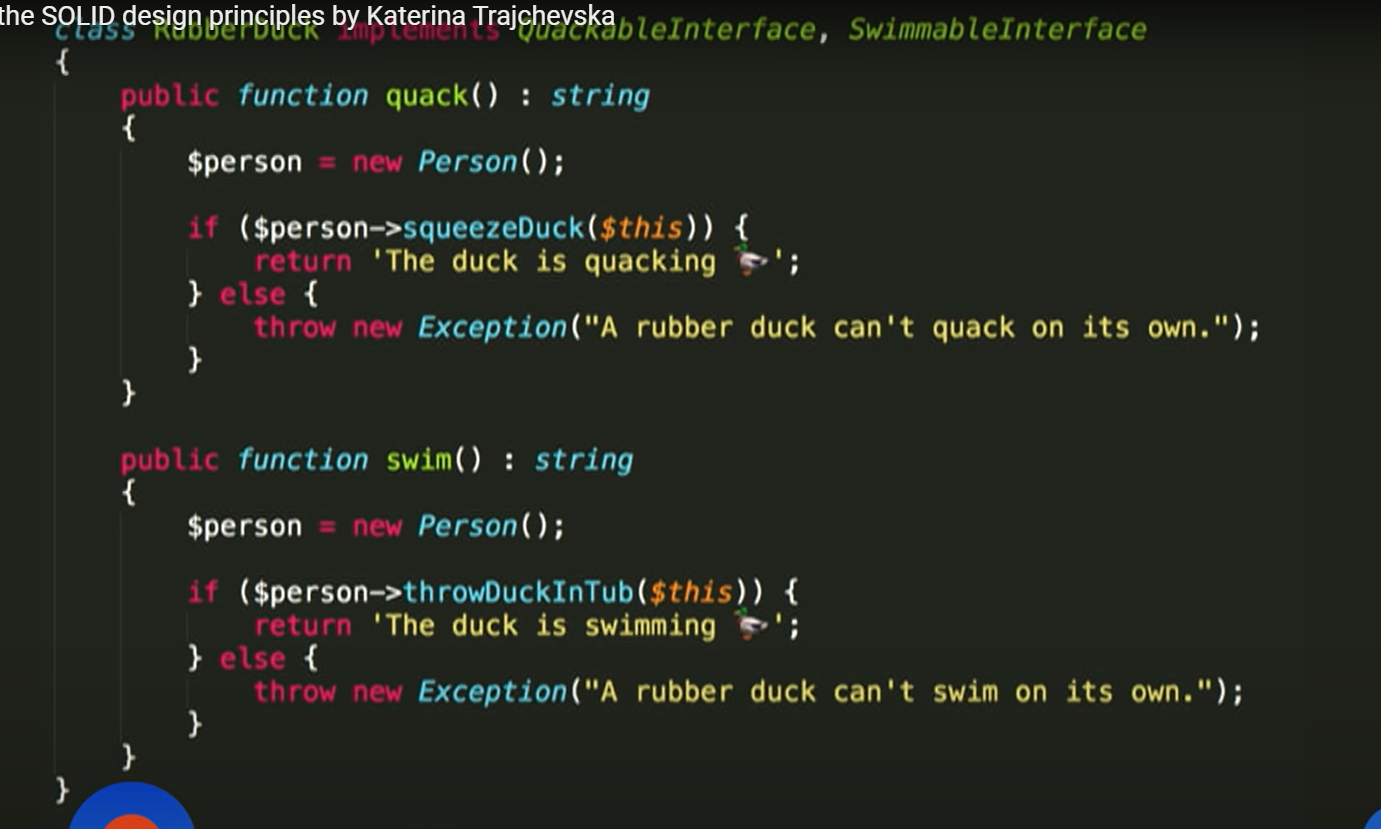 the SOLID design principles by Katerina Trajchevska
class RubberDuck implements QuackableInterface, SwimmableInterface
{
public function quack() : string
{
$person = new Person();
if ($person->squeezeDuck($this)) {
return 'The duck is quacking 🦆';
} else {
throw new Exception("A rubber duck can't quack on its own.");
}
}
public function swim() : string
{
$person = new Person();
if ($person->throwDuckInTub($this)) {
return 'The duck is swimming 🦆';
} else {
throw new Exception("A rubber duck can't swim on its own.");
}
}
}